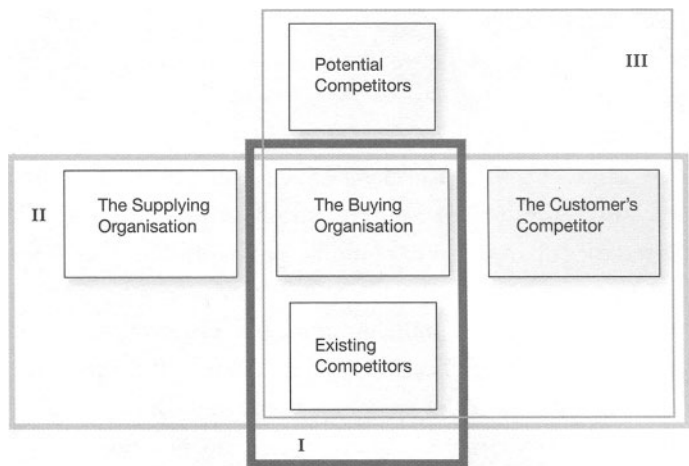 Potential
Competitors
III
II
The Supplying
Organisation
The Buying
Organisation
The Customer's
Competitor
Existing
Competitors
I